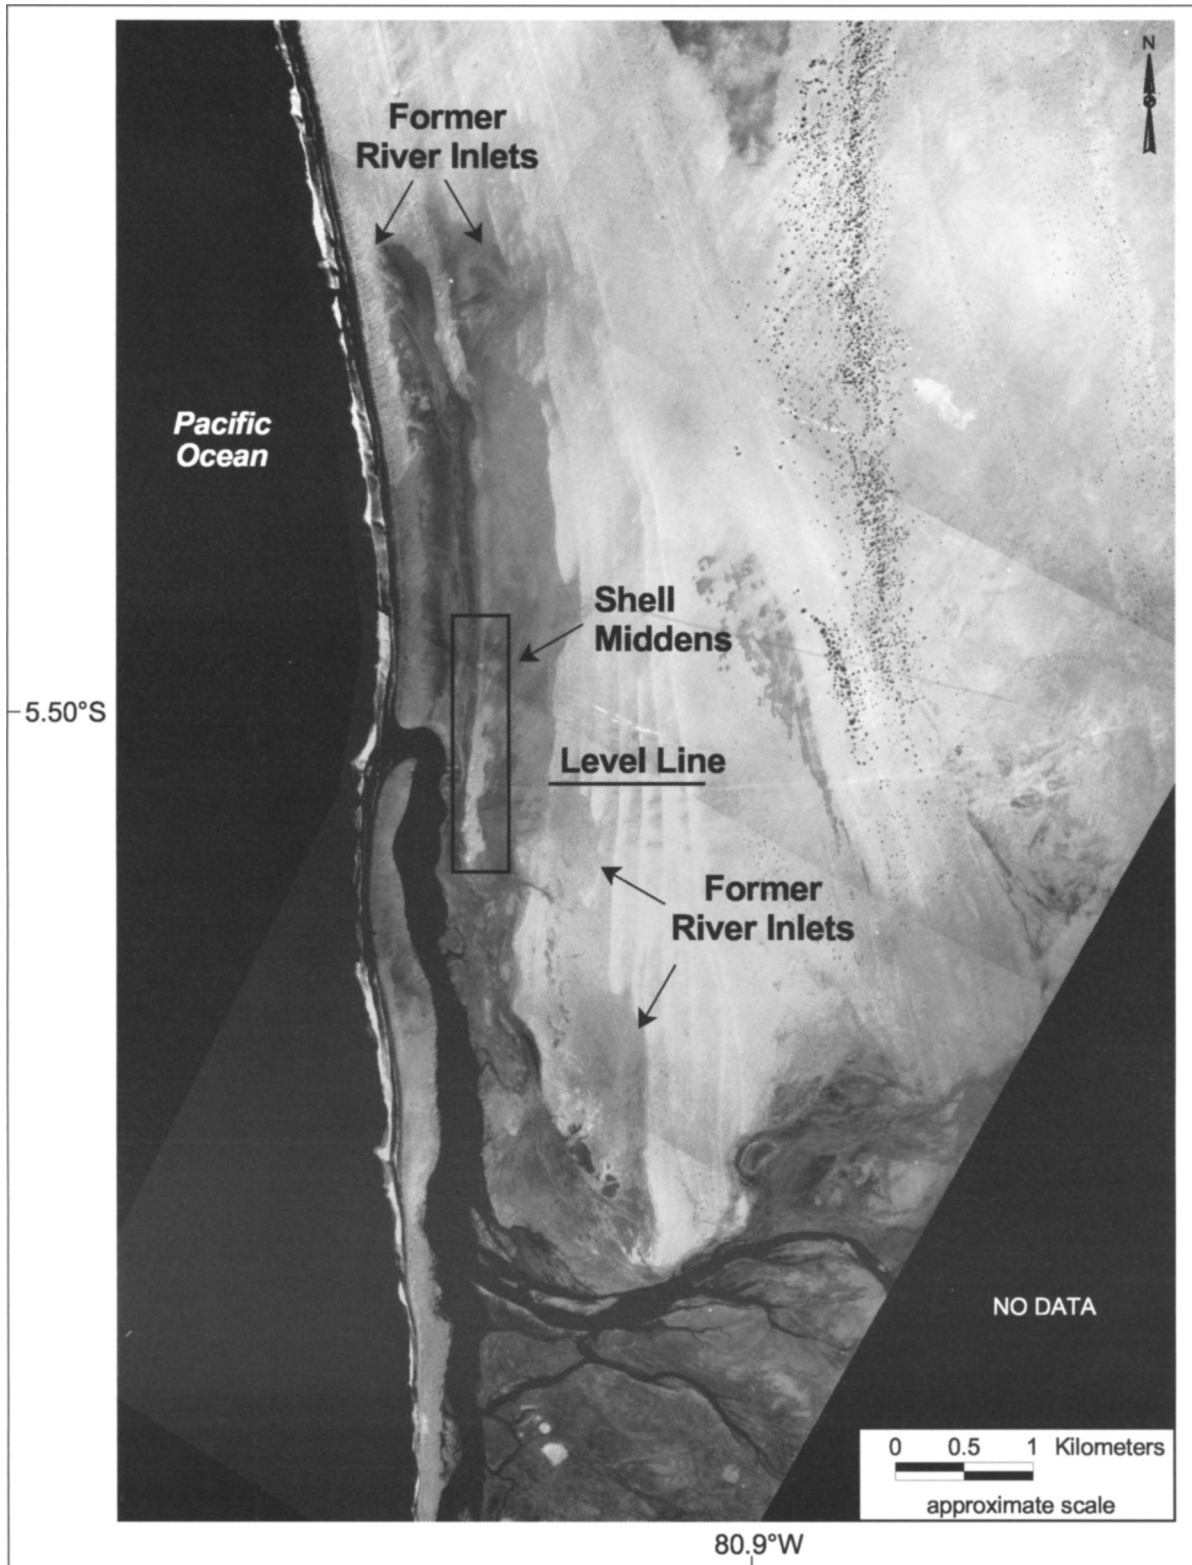 N
Former
River Inlets
Pacific
Ocean
Shell
Middens
5.50°S
Level Line
Former
River Inlets
NO DATA
0 0.5 1 Kilometers
approximate scale
80.9°W